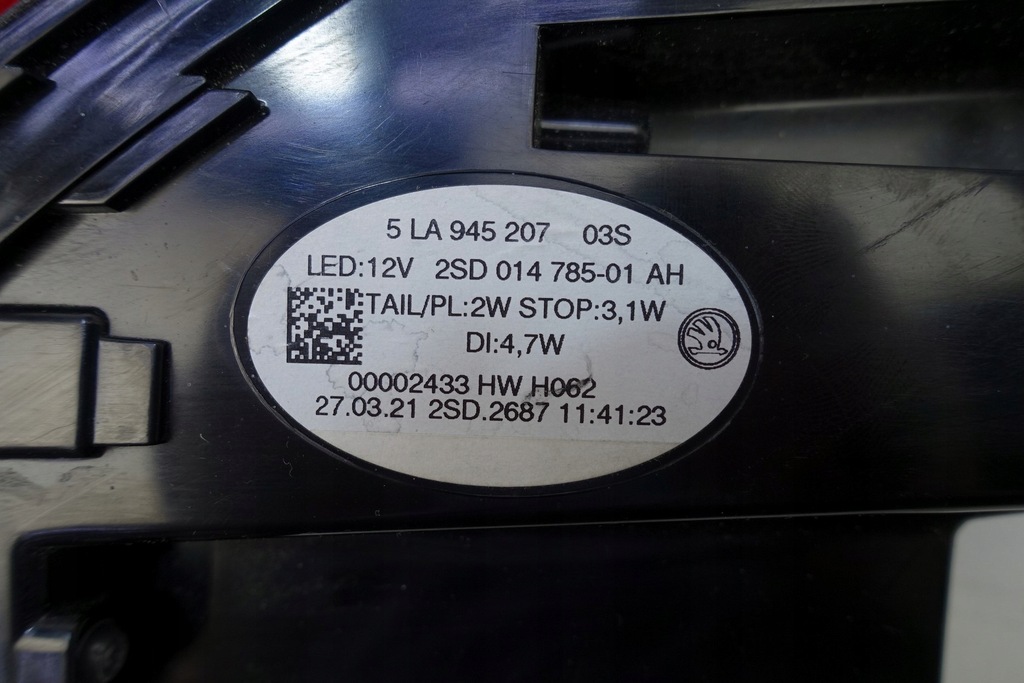 5 LA 945 207 03S
LED:12V 2SD 014 785-01 AH
TAIL/PL:2W STOP:3,1W
DI:4,7W
00002433 HW H062
27.03.21 2SD.2687 11:41:23